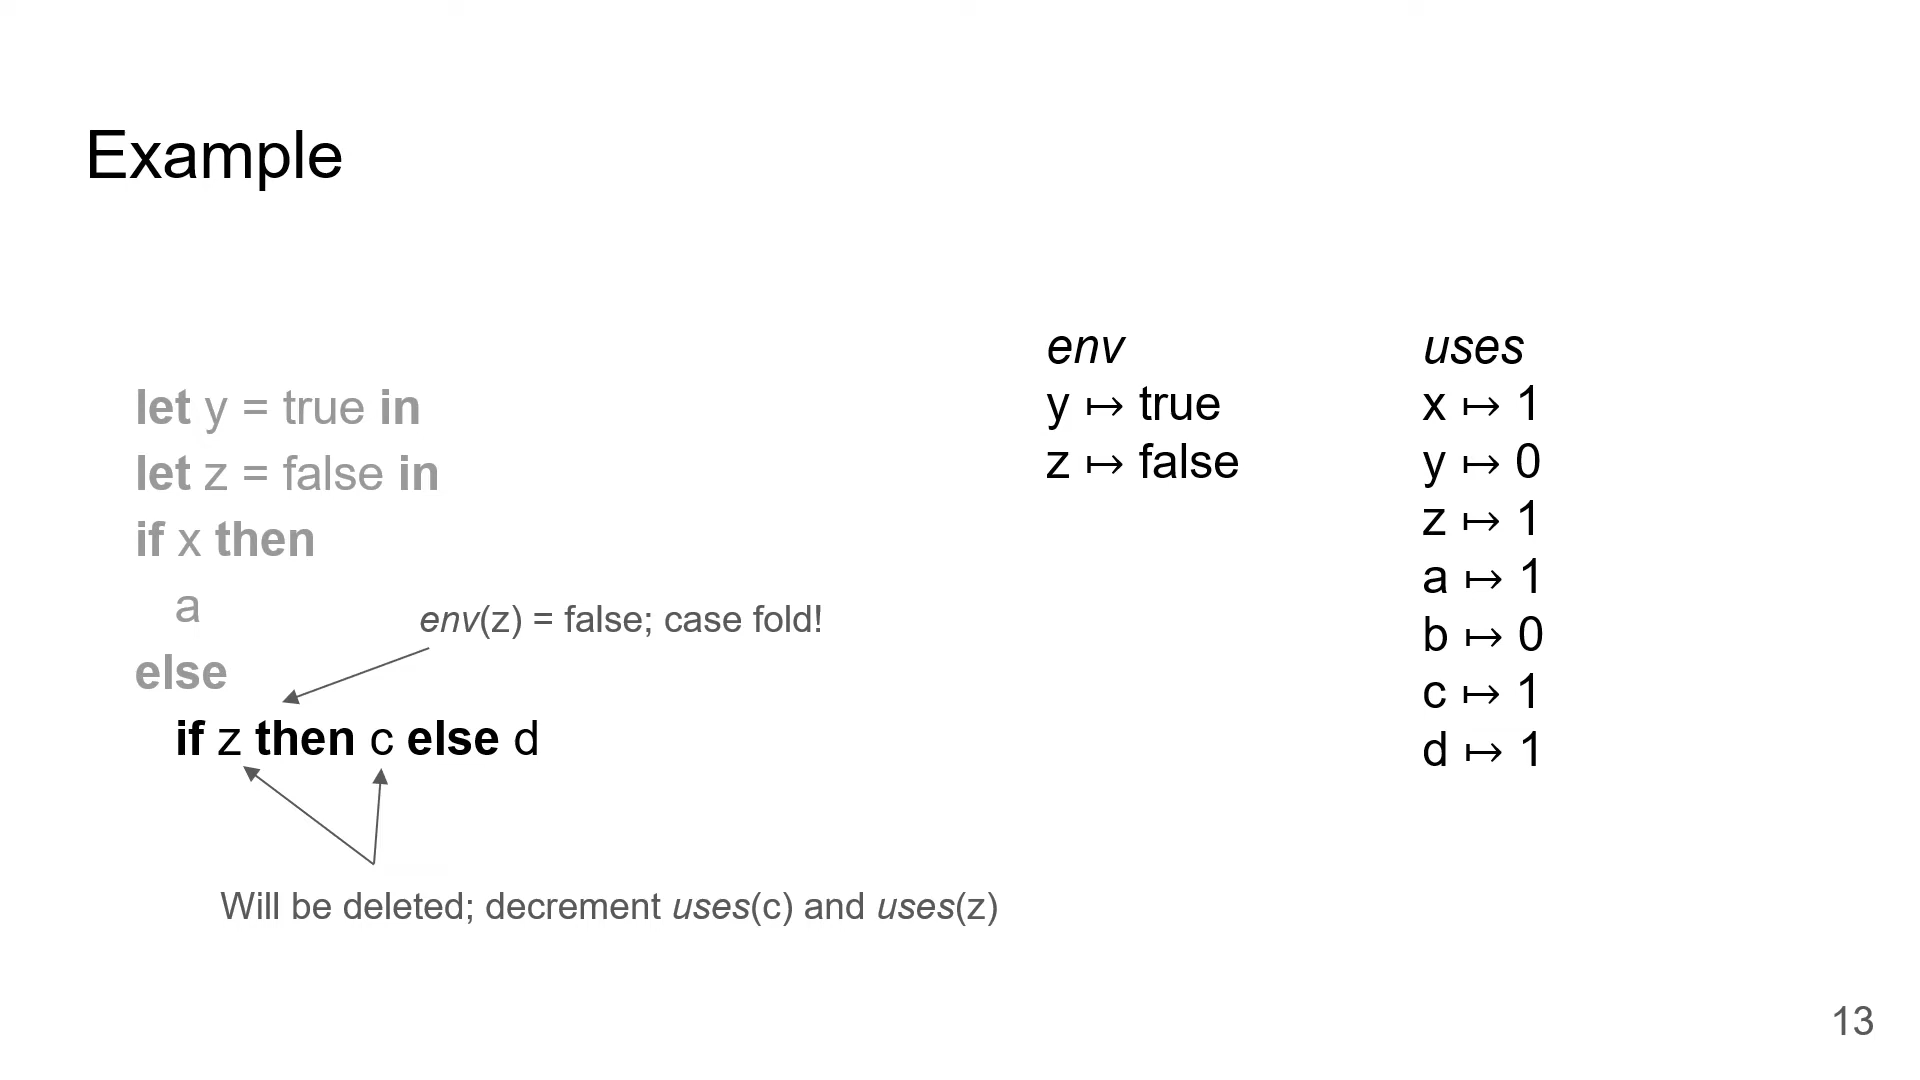 Example
let y = true in
let z = false in
if x then
a
else
if z then c else d
env(z) = false; case fold!
Will be deleted; decrement uses(c) and uses(z)
env
y ↦ true
z ↦ false
uses
x ↦ 1
y ↦ 0
z ↦ 1
a ↦ 1
b ↦ 0
c ↦ 1
d ↦ 1
13